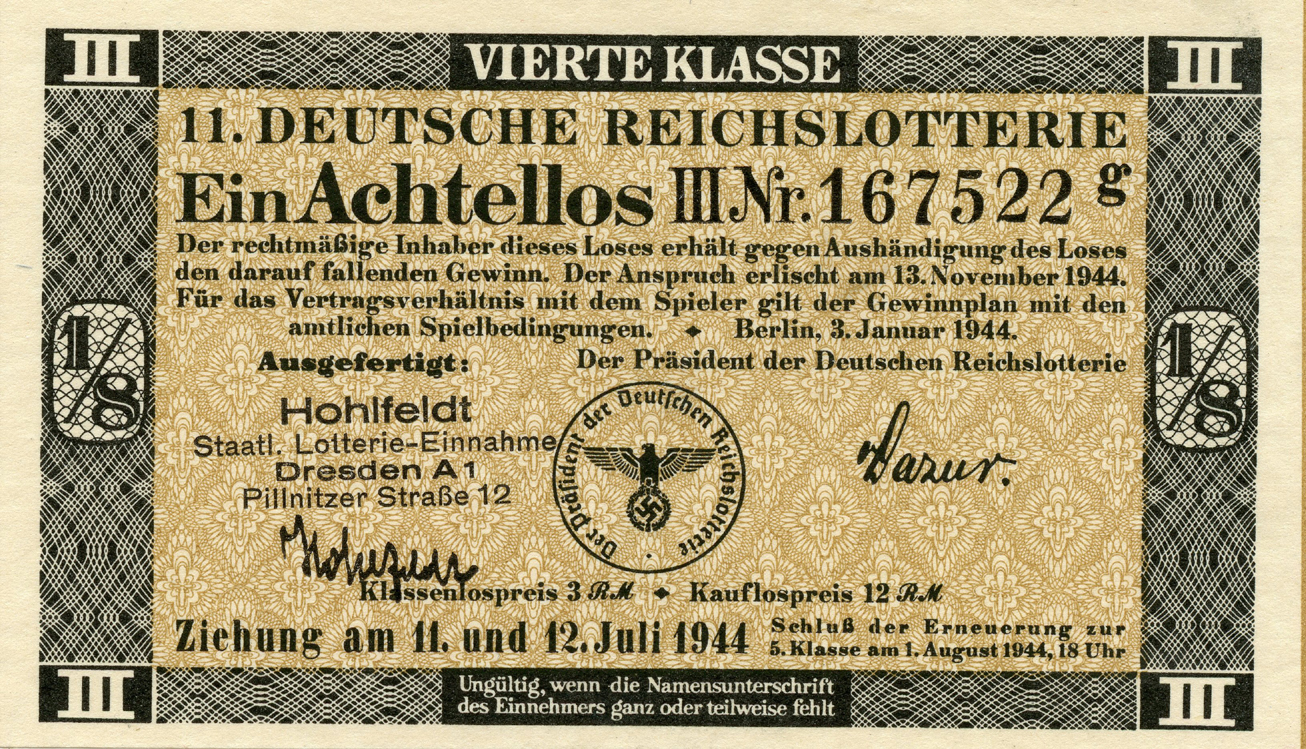 III VIERTE KLASSE III
11. DEUTSCHE REICHSLOTTERIE
Ein Achtellos III Nr. 167522 g
Der rechtmäßige Inhaber dieses Loses erhält gegen Aushändigung des Loses
den darauf fallenden Gewinn. Der Anspruch erlischt am 13. November 1944.
Für das Vertragsverhältnis mit dem Spieler gilt der Gewinnplan mit den
amtlichen Spielbedingungen. Berlin, 3. Januar 1944.
1/8
1/8
Ausgefertigt: Der Präsident der Deutschen Reichslotterie
Hohlfeldt
Staatl. Lotterie-Einnahme
Dresden A 1
Pillnitzer Straße 12
Der Präsident der Deutschen Reichslotterie
Dazur.
Hohlfeldt
Klassenlospreis 3 RM Kauflospreis 12 RM
Ziehung am 11. und 12. Juli 1944
Schluß der Erneuerung zur
5. Klasse am 1. August 1944, 18 Uhr
III III
Ungültig, wenn die Namensunterschrift
des Einnehmers ganz oder teilweise fehlt